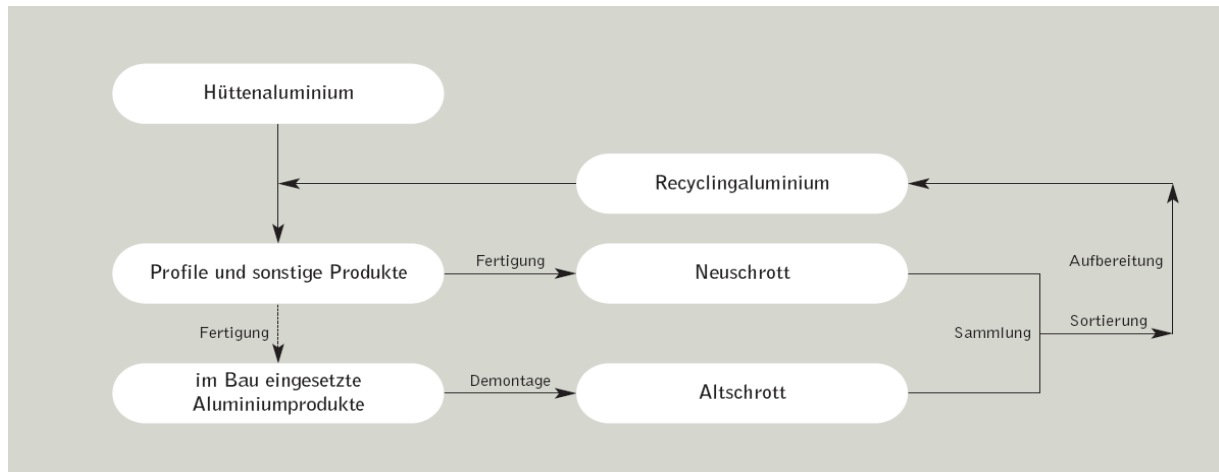 Hüttenaluminium
Recyclingaluminium
Profile und sonstige Produkte
Fertigung
Neuschrott
Aufbereitung
Fertigung
Sammlung
Sortierung
im Bau eingesetzte
Aluminiumprodukte
Demontage
Altschrott